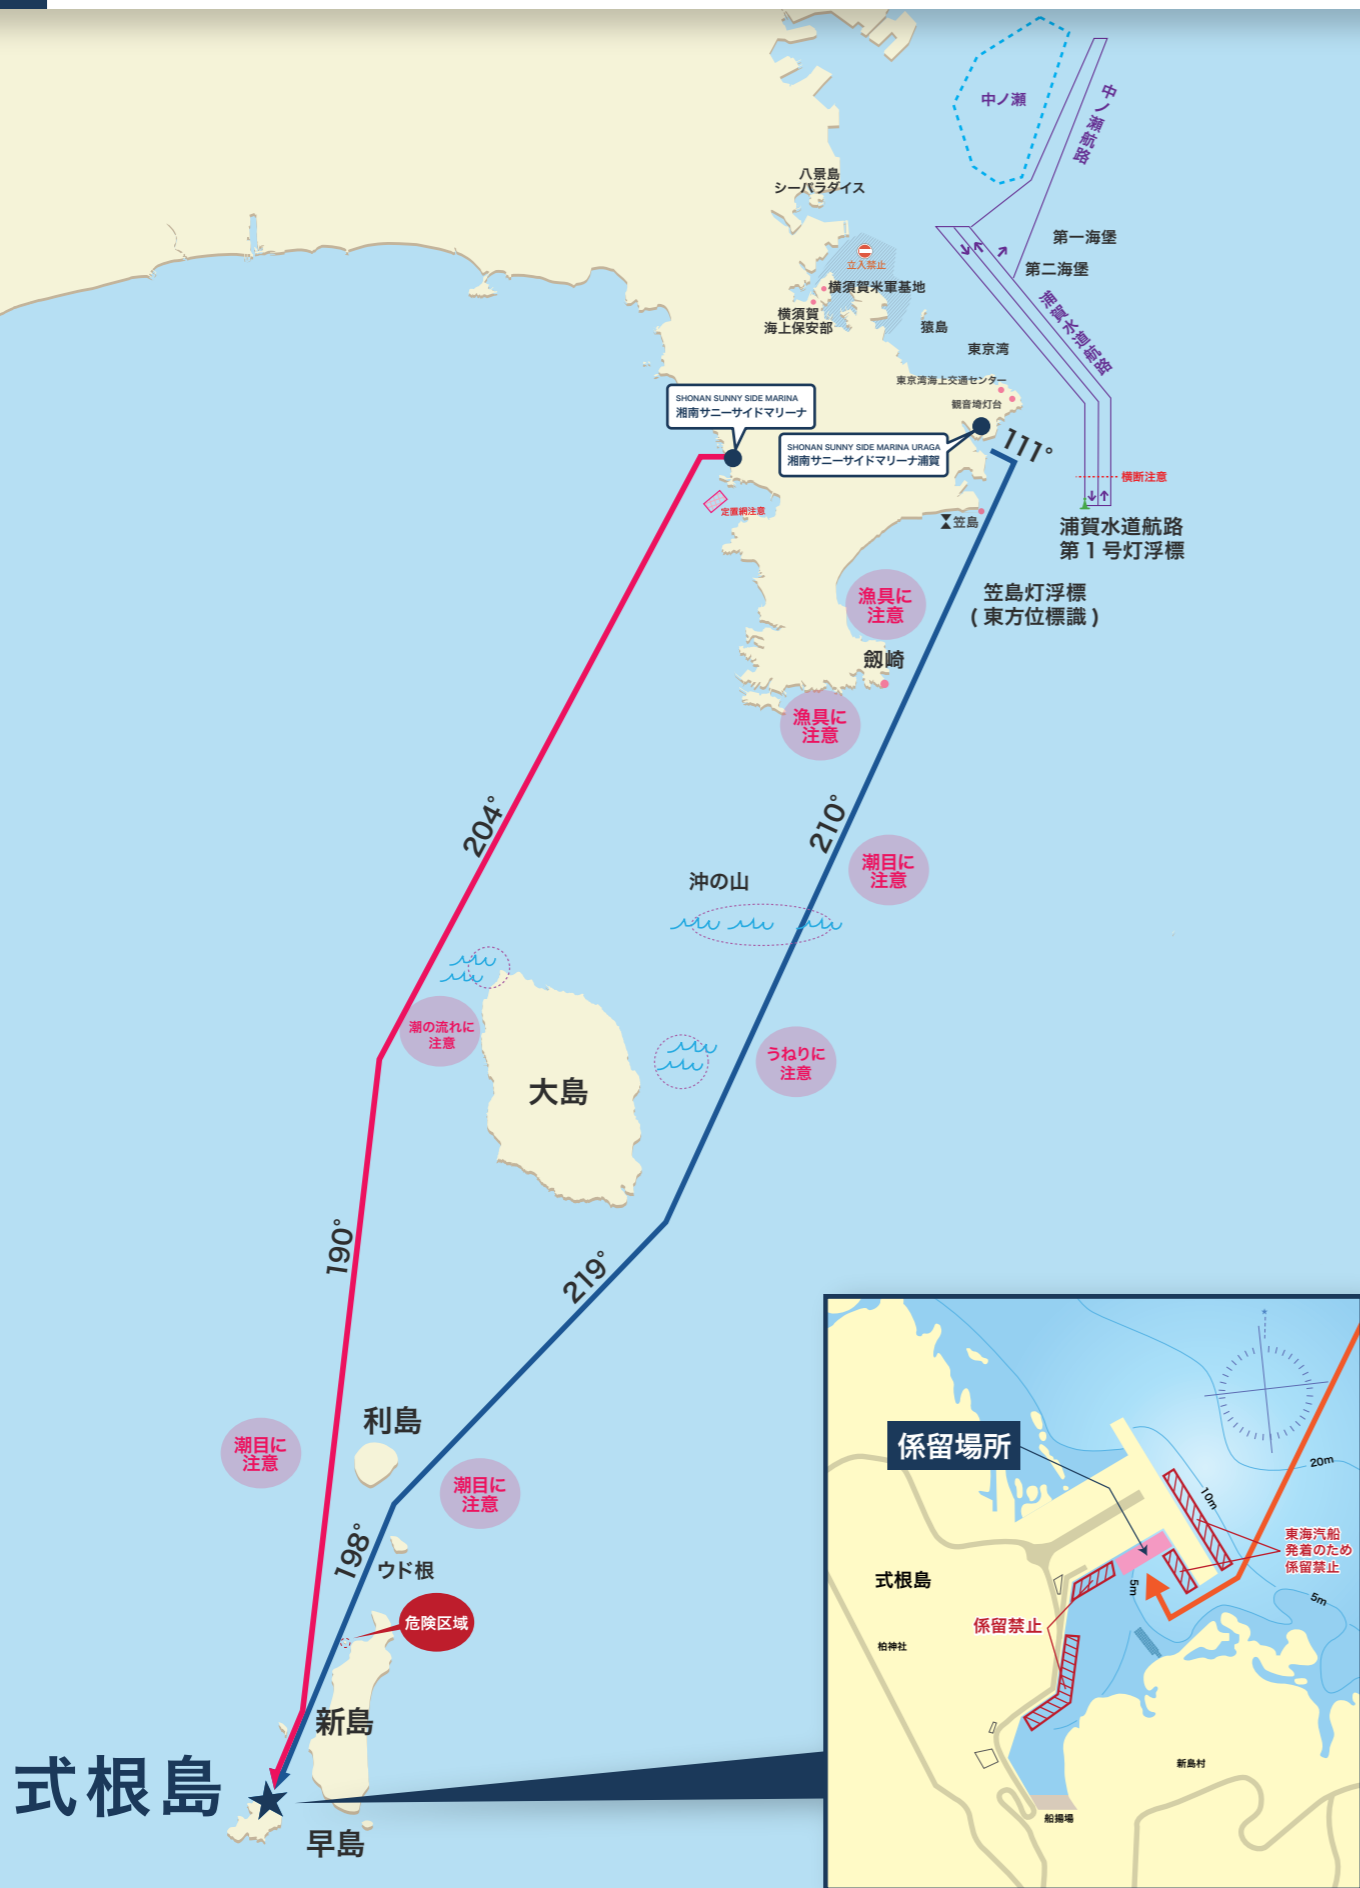 中ノ瀬
中ノ瀬航路
八景島
シーパラダイス
第一海堡
立入禁止
第二海堡
横須賀米軍基地
横須賀
海上保安部
猿島
浦賀水道航路
東京湾
東京湾海上交通センター
観音埼灯台
SHONAN SUNNY SIDE MARINA
湘南サニーサイドマリーナ
SHONAN SUNNY SIDE MARINA URAGA
湘南サニーサイドマリーナ浦賀
111°
横断注意
定置網注意
笠島
浦賀水道航路
第1号灯浮標
漁具に
注意
笠島灯浮標
(東方位標識)
劔崎
漁具に
注意
204°
210°
潮目に
注意
沖の山
潮の流れに
注意
うねりに
注意
大島
190°
219°
利島
潮目に
注意
潮目に
注意
198°
ウド根
危険区域
新島
式根島
早島
係留場所
20m
10m
東海汽船
発着のため
係留禁止
式根島
5m
5m
係留禁止
柏神社
新島村
船揚場